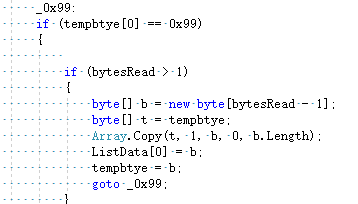 _0x99:
if (tempbtye[0] == 0x99)
{
if (bytesRead > 1)
{
byte[] b = new byte[bytesRead - 1];
byte[] t = tempbtye;
Array.Copy(t, 1, b, 0, b.Length);
ListData[0] = b;
tempbtye = b;
goto _0x99;
}